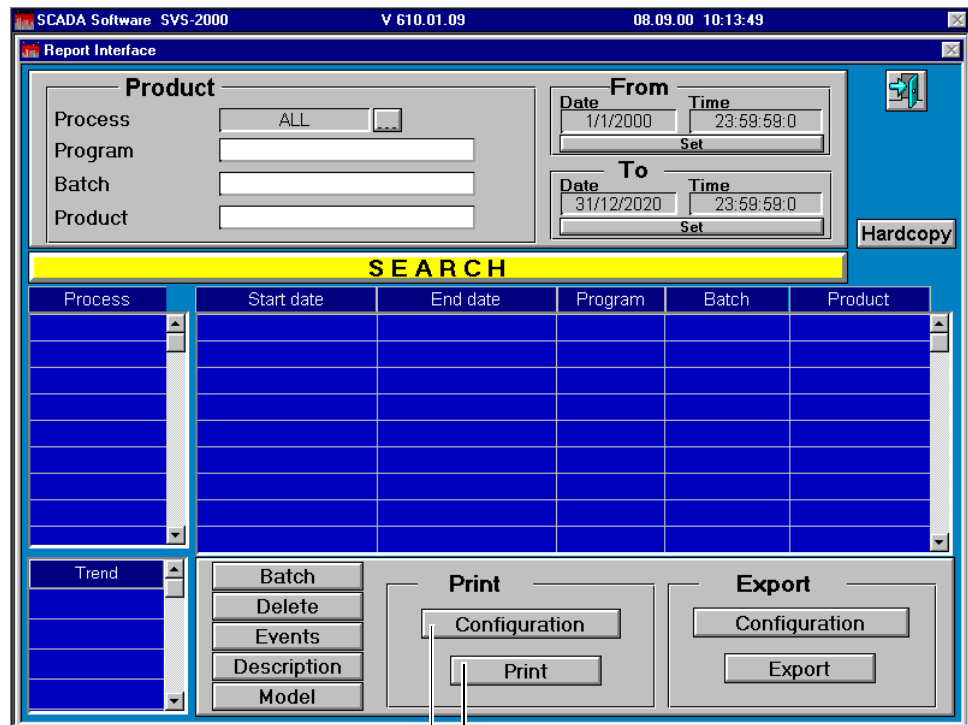 SCADA Software SVS-2000 V 610.01.09 08.09.00 10:13:49
Report Interface
Product
Process ALL ...
Program
Batch
Product
From
Date Time
1/1/2000 23:59:59:0
Set
To
Date Time
31/12/2020 23:59:59:0
Set
Hardcopy
SEARCH
Process Start date End date Program Batch Product
Trend
Batch
Delete
Events
Description
Model
Print
Configuration
Print
Export
Configuration
Export